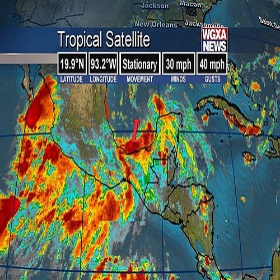 Jackson
Macon
New Orleans
Jacksonville
Tropical Satellite
WGXA
NEWS
19.9°N 93.2°W Stationary 30 mph 40 mph
LATITUDE LONGITUDE MOVEMENT WINDS GUSTS
L